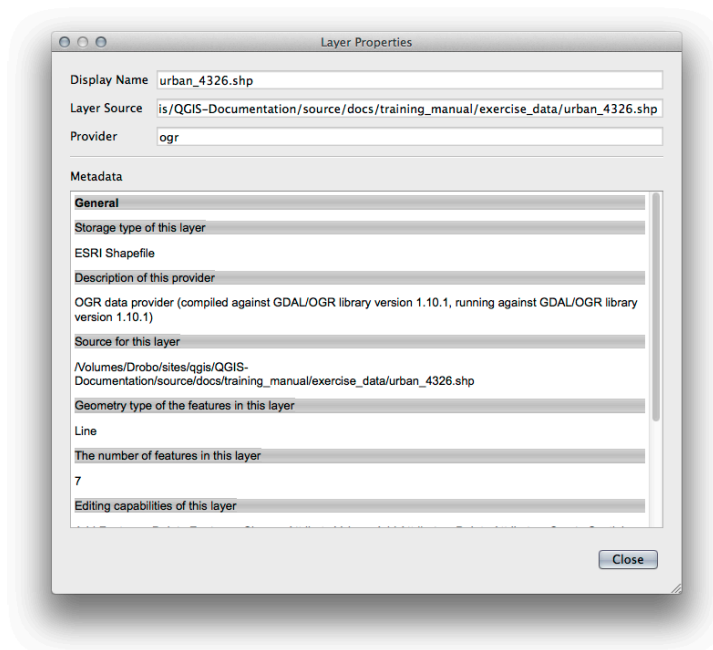 Layer Properties
Display Name urban_4326.shp
Layer Source is/QGIS-Documentation/source/docs/training_manual/exercise_data/urban_4326.shp
Provider ogr
Metadata
General
Storage type of this layer
ESRI Shapefile
Description of this provider
OGR data provider (compiled against GDAL/OGR library version 1.10.1, running against GDAL/OGR library
version 1.10.1)
Source for this layer
/Volumes/Drobo/sites/qgis/QGIS-
Documentation/source/docs/training_manual/exercise_data/urban_4326.shp
Geometry type of the features in this layer
Line
The number of features in this layer
7
Editing capabilities of this layer
Close